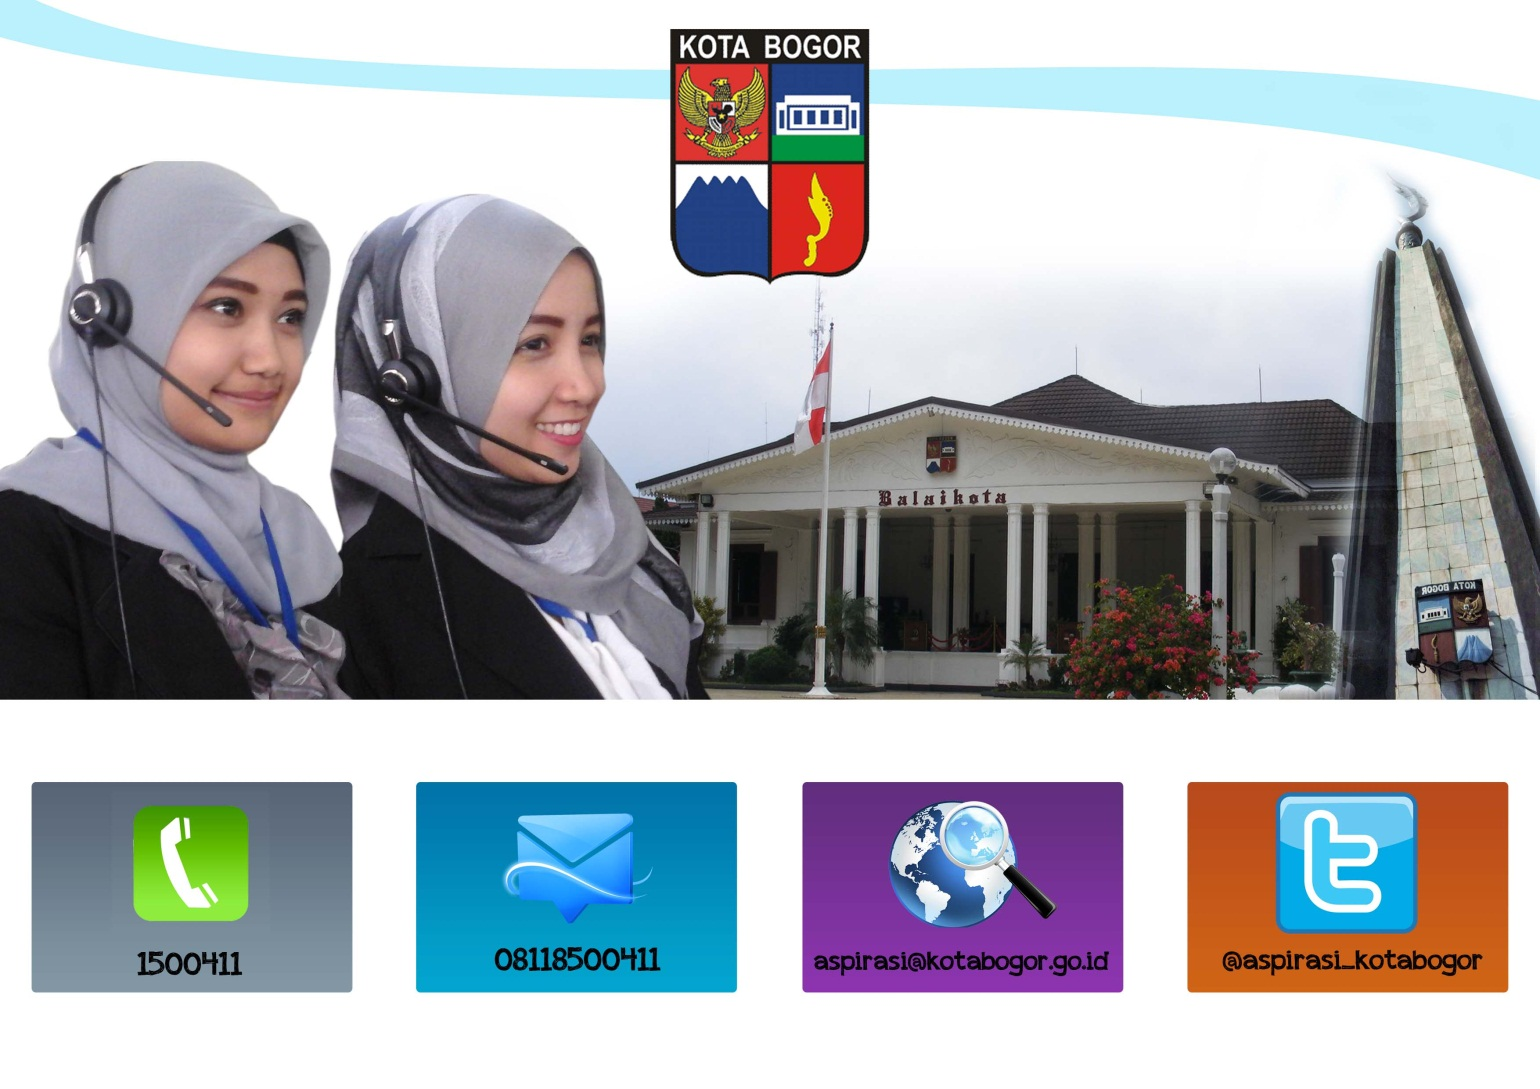 KOTA BOGOR
Balaikota
KOTA BOGOR
1500411
08118500411
aspirasi@kotabogor.go.id
@aspirasi_kotabogor